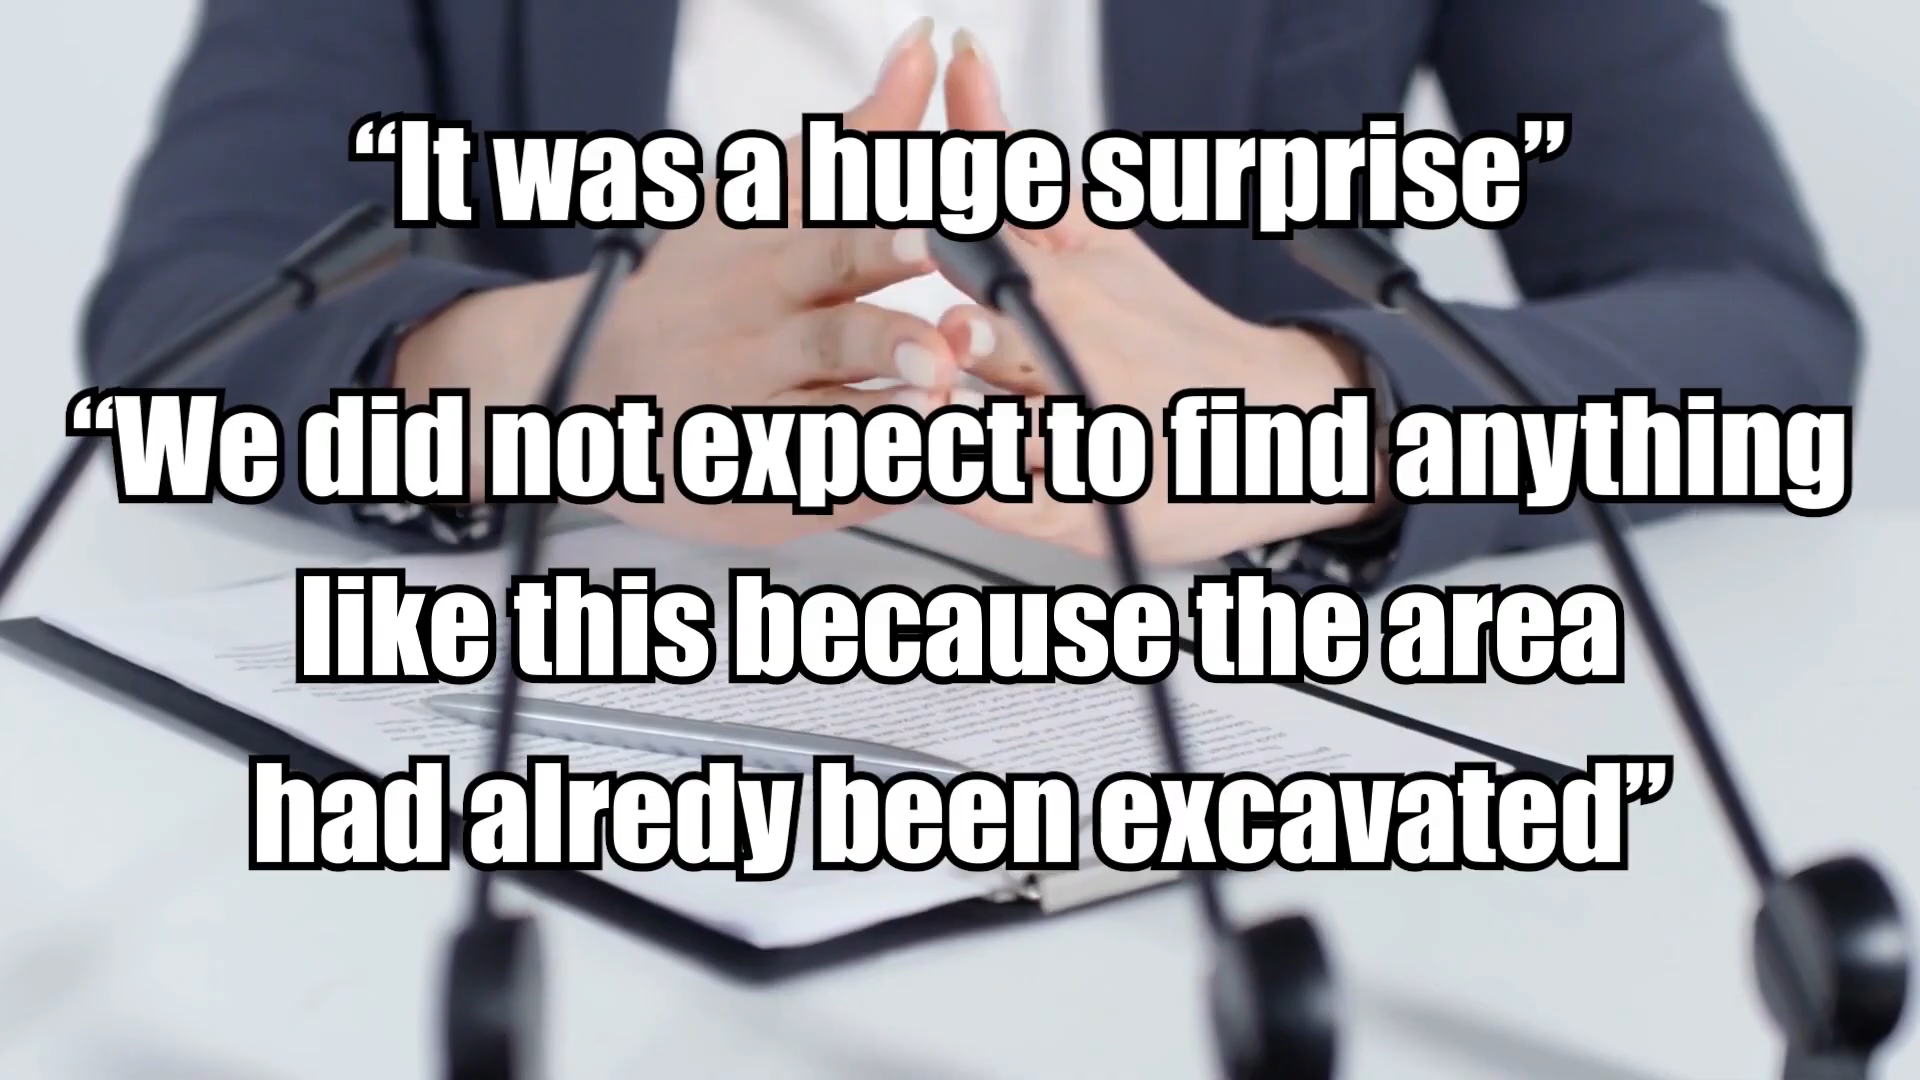 “It was a huge surprise”
“We did not expect to find anything
like this because the area
had alredy been excavated”